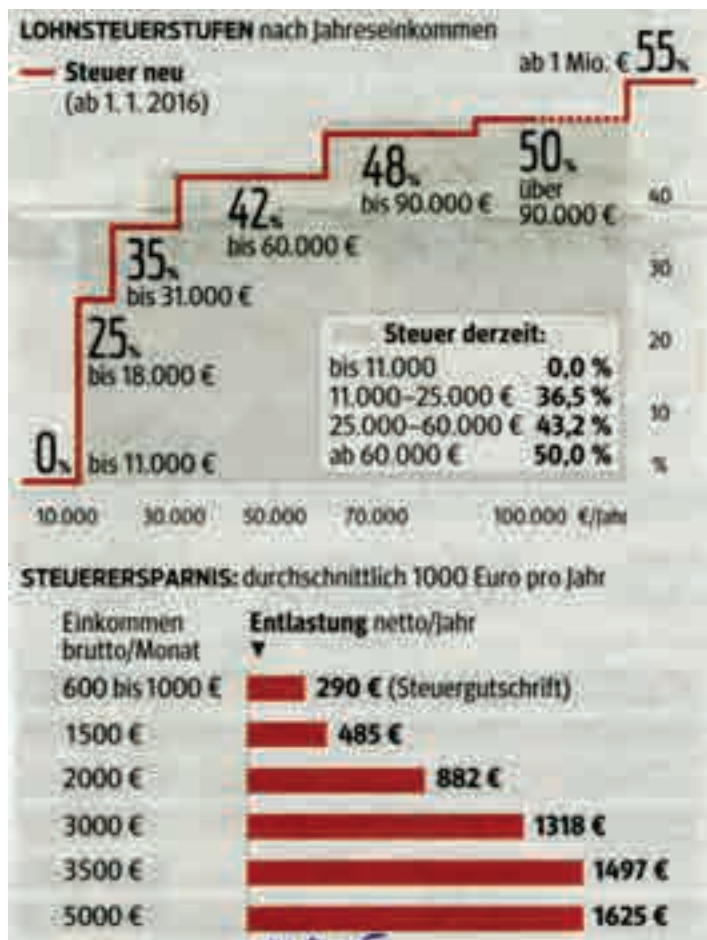 LOHNSTEUERSTUFEN nach Jahreseinkommen
Steuer neu
(ab 1. 1. 2016)
ab 1 Mio. € 55%
50%
über
90.000 €
48%
bis 90.000 €
42%
bis 60.000 €
35%
bis 31.000 €
25%
bis 18.000 €
0% bis 11.000 €
40
30
20
10
%
Steuer derzeit:
bis 11.000 0,0 %
11.000–25.000 € 36,5 %
25.000–60.000 € 43,2 %
ab 60.000 € 50,0 %
10.000 30.000 50.000 70.000 100.000 €/Jahr
STEUERERSPARNIS: durchschnittlich 1000 Euro pro Jahr
Einkommen
brutto/Monat
Entlastung netto/Jahr
600 bis 1000 € 290 € (Steuergutschrift)
1500 € 485 €
2000 € 882 €
3000 € 1318 €
3500 € 1497 €
5000 € 1625 €